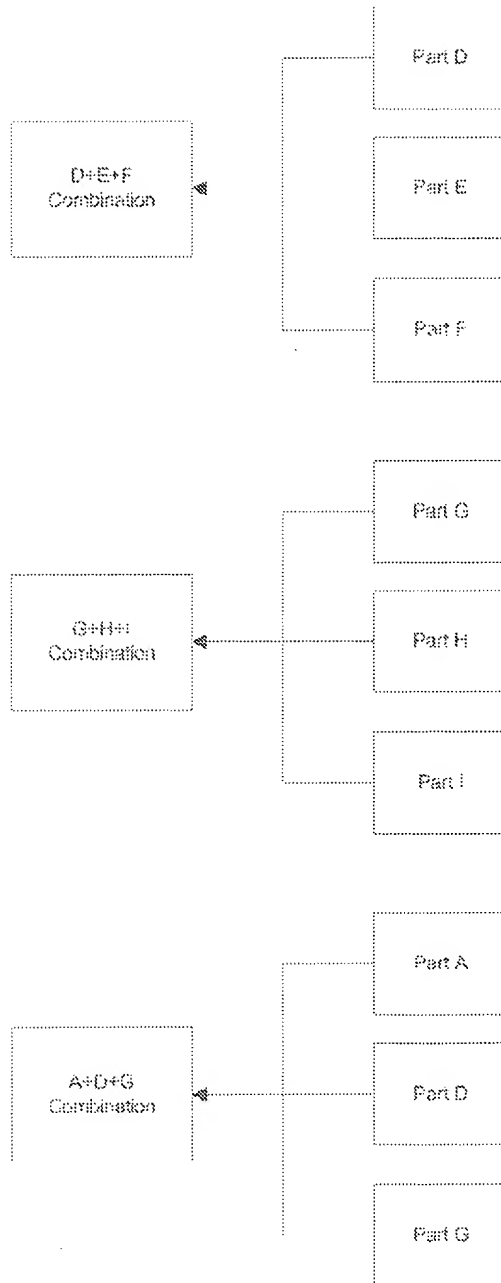 Part D
D+E+F
Combination
Part E
Part F
Part G
G+H+I
Combination
Part H
Part I
Part A
A+D+G
Combination
Part D
Part G